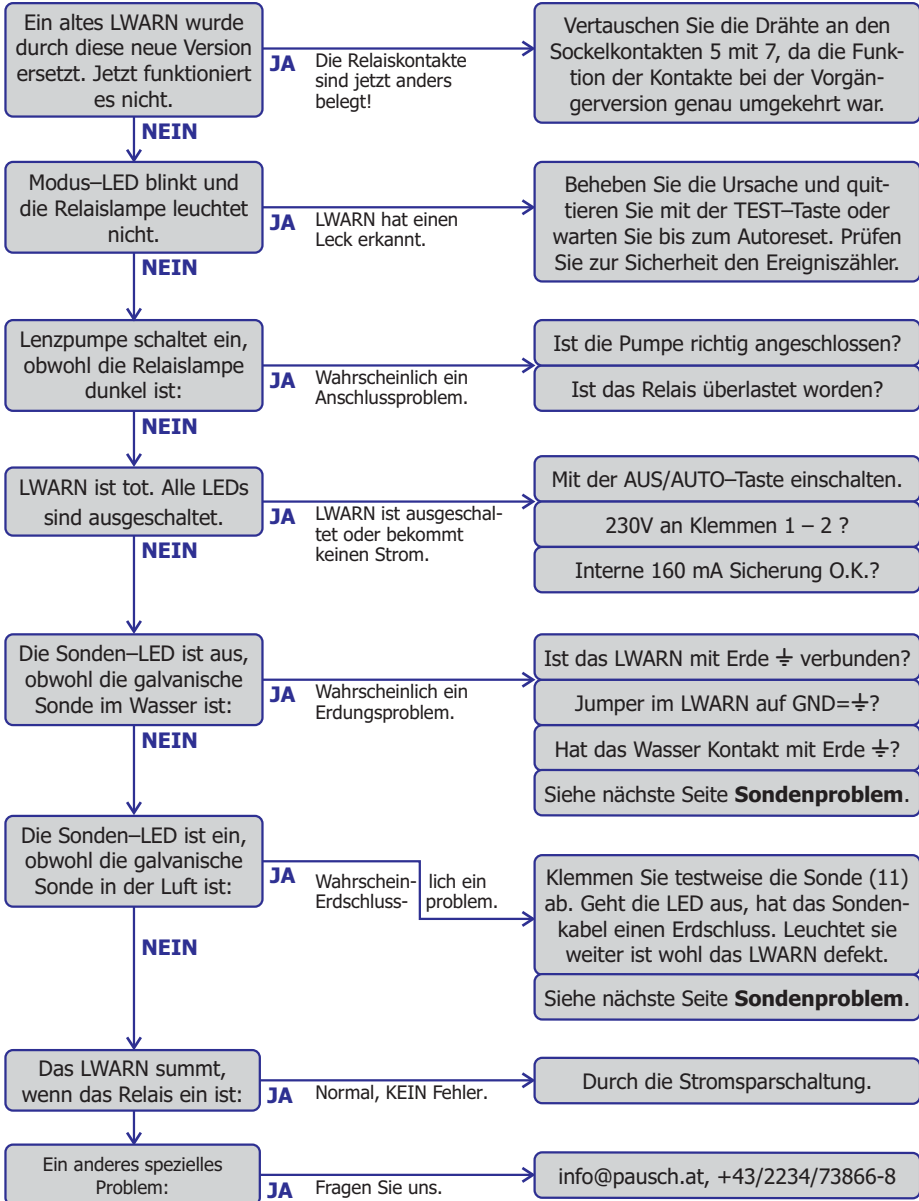 Ein altes LWARN wurde
durch diese neue Version
ersetzt. Jetzt funktioniert
es nicht.
JA
Die Relaiskontakte
sind jetzt anders
belegt!
Vertauschen Sie die Drähte an den
Sockelkontakten 5 mit 7, da die Funk-
tion der Kontakte bei der Vorgän-
gerversion genau umgekehrt war.
NEIN
Modus–LED blinkt und
die Relaislampe leuchtet
nicht.
JA
LWARN hat einen
Leck erkannt.
Beheben Sie die Ursache und quit-
tieren Sie mit der TEST–Taste oder
warten Sie bis zum Autoreset. Prüfen
Sie zur Sicherheit den Ereigniszähler.
NEIN
Lenzpumpe schaltet ein,
obwohl die Relaislampe
dunkel ist:
JA
Wahrscheinlich ein
Anschlussproblem.
Ist die Pumpe richtig angeschlossen?
Ist das Relais überlastet worden?
NEIN
LWARN ist tot. Alle LEDs
sind ausgeschaltet.
JA
LWARN ist ausgeschal-
tet oder bekommt
keinen Strom.
Mit der AUS/AUTO–Taste einschalten.
230V an Klemmen 1 – 2 ?
Interne 160 mA Sicherung O.K.?
NEIN
Die Sonden–LED ist aus,
obwohl die galvanische
Sonde im Wasser ist:
JA
Wahrscheinlich ein
Erdungsproblem.
Ist das LWARN mit Erde ⏚ verbunden?
Jumper im LWARN auf GND=⏚?
Hat das Wasser Kontakt mit Erde ⏚?
Siehe nächste Seite Sondenproblem.
NEIN
Die Sonden–LED ist ein,
obwohl die galvanische
Sonde in der Luft ist:
JA
Wahrschein- lich ein
Erdschluss- problem.
Klemmen Sie testweise die Sonde (11)
ab. Geht die LED aus, hat das Sonden-
kabel einen Erdschluss. Leuchtet sie
weiter ist wohl das LWARN defekt.
Siehe nächste Seite Sondenproblem.
NEIN
Das LWARN summt,
wenn das Relais ein ist:
JA
Normal, KEIN Fehler.
Durch die Stromsparschaltung.
Ein anderes spezielles
Problem:
JA
Fragen Sie uns.
info@pausch.at, +43/2234/73866-8